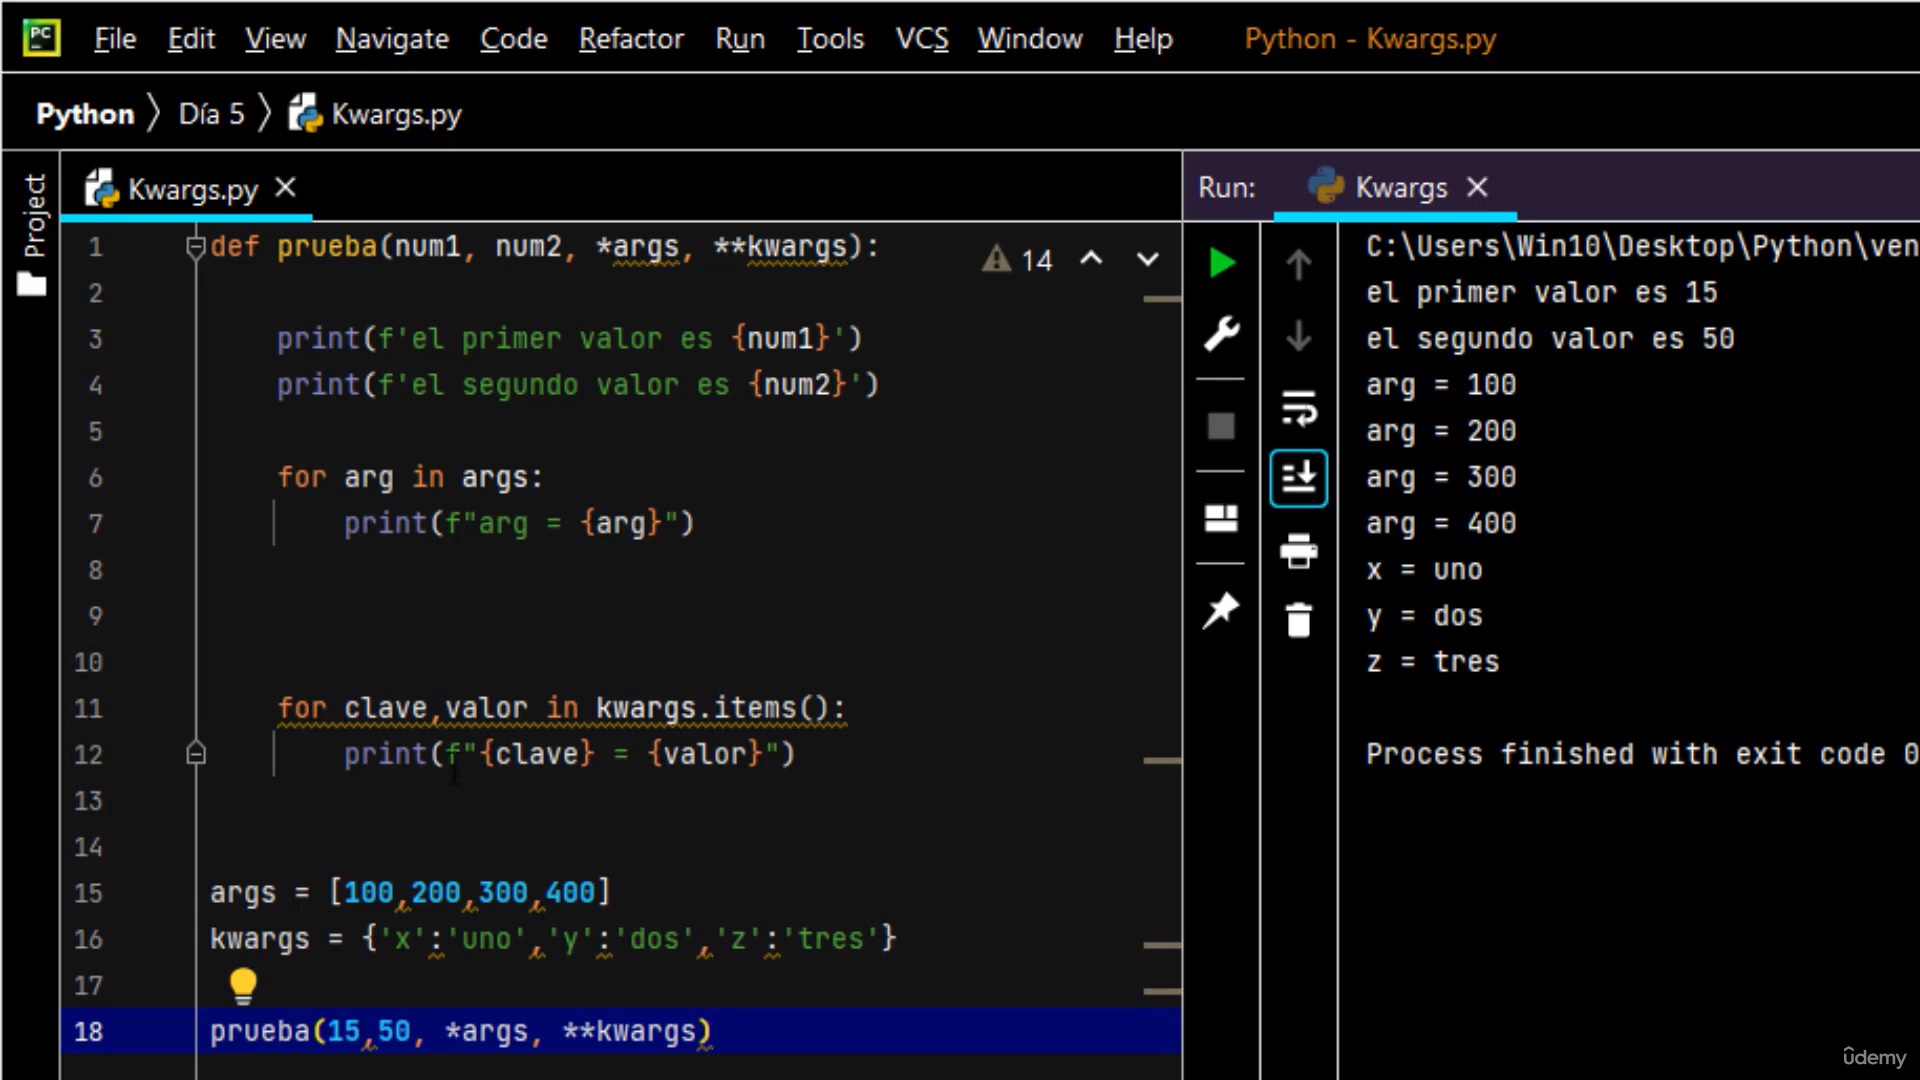 PC
File Edit View Navigate Code Refactor Run Tools VCS Window Help Python - Kwargs.py
Python 〉 Día 5 〉 Kwargs.py
Project
Kwargs.py
1 def prueba(num1, num2, *args, **kwargs):
14
2
3 print(f'el primer valor es {num1}')
4 print(f'el segundo valor es {num2}')
5
6 for arg in args:
7 print(f"arg = {arg}")
8
9
10
11 for clave,valor in kwargs.items():
12 print(f"{clave} = {valor}")
13
14
15 args = [100,200,300,400]
16 kwargs = {'x':'uno','y':'dos','z':'tres'}
17
18 prueba(15,50, *args, **kwargs)
Run: Kwargs
C:\Users\Win10\Desktop\Python\ven
el primer valor es 15
el segundo valor es 50
arg = 100
arg = 200
arg = 300
arg = 400
x = uno
y = dos
z = tres
Process finished with exit code 0
ûdemy